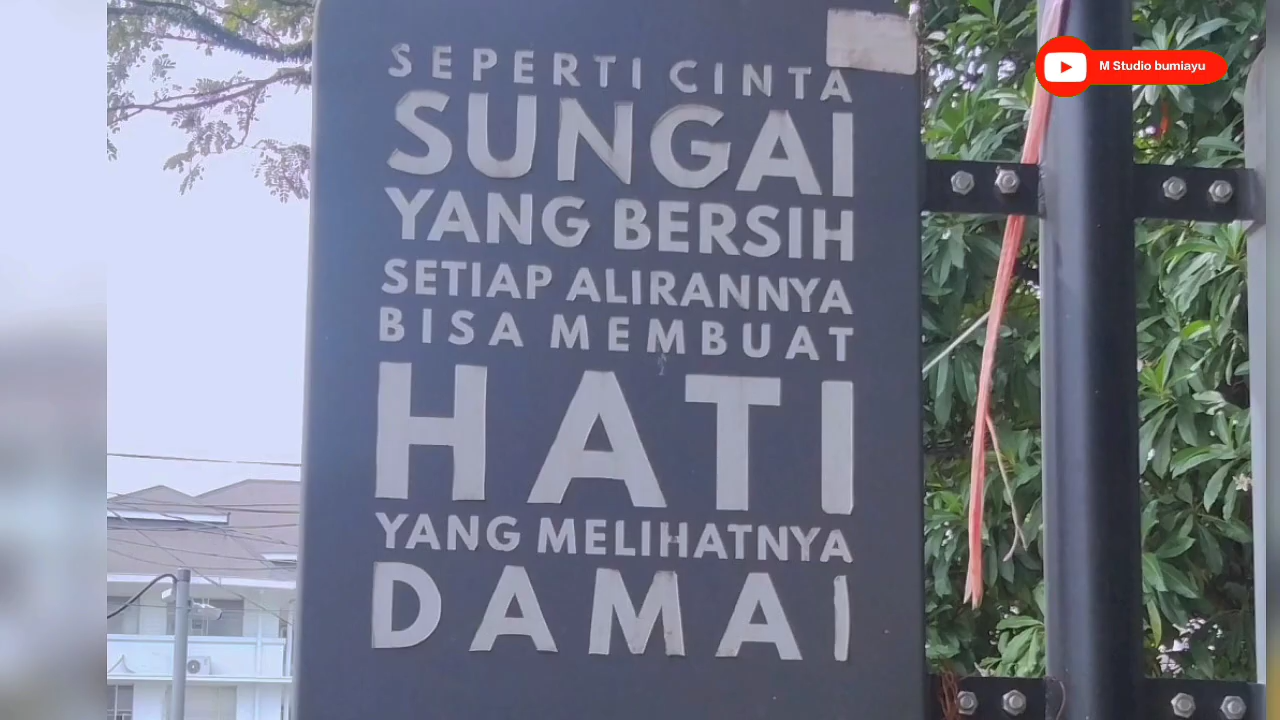 SEPERTI CINTA
SUNGAI
YANG BERSIH
SETIAP ALIRANNYA
BISA MEMBUAT
HATI
YANG MELIHATNYA
DAMAI
M Studio bumiayu